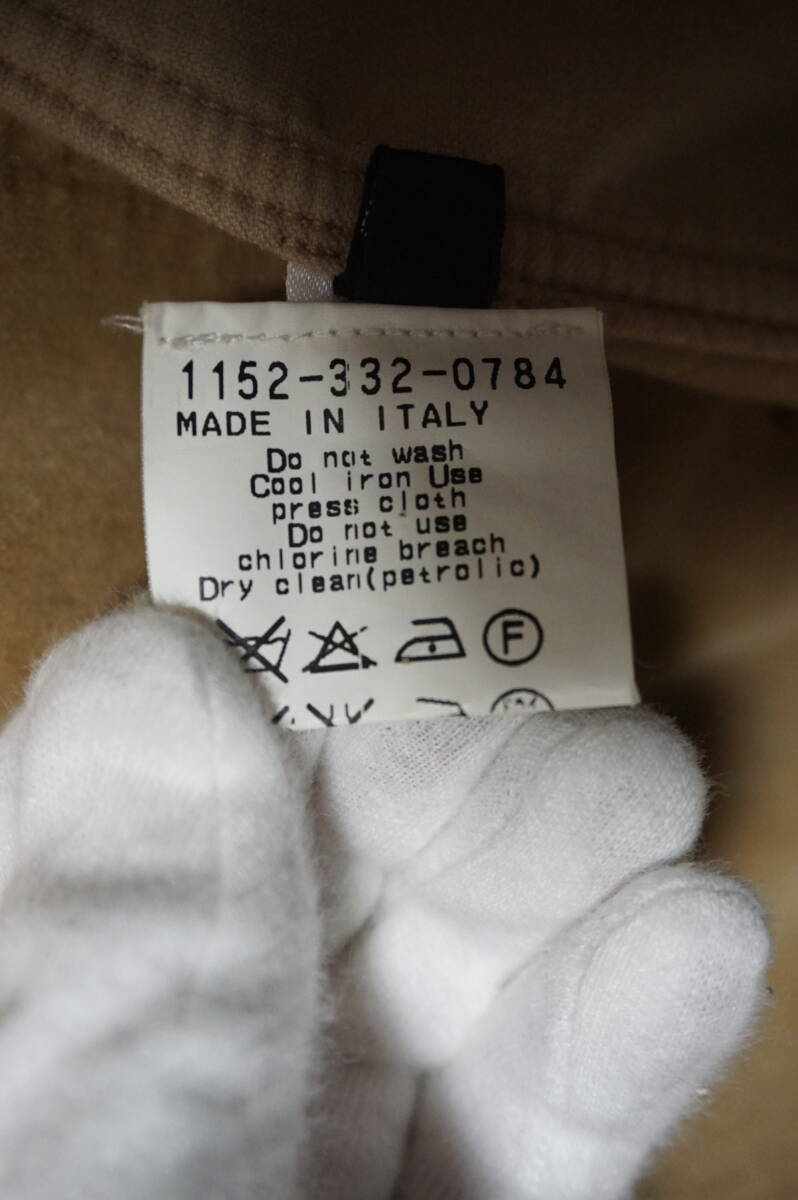 1152-332-0784
MADE IN ITALY
Do not wash
Cool iron Use
press cloth
Do not use
chlorine breach
Dry clean(petrolic)
F